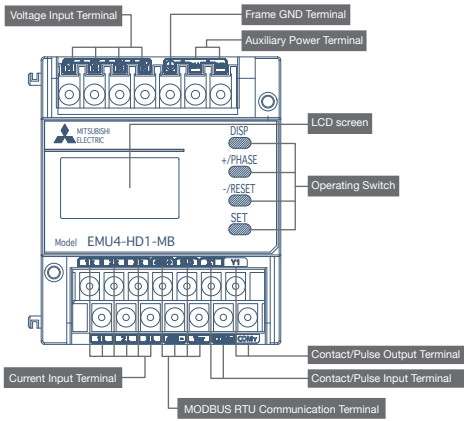 Voltage Input Terminal
Frame GND Terminal
Auxiliary Power Terminal
LCD screen
MITSUBISHI
ELECTRIC
DISP
+/PHASE
-/RESET
Operating Switch
SET
Model EMU4-HD1-MB
Y1
COMY
Contact/Pulse Output Terminal
Current Input Terminal
Contact/Pulse Input Terminal
MODBUS RTU Communication Terminal